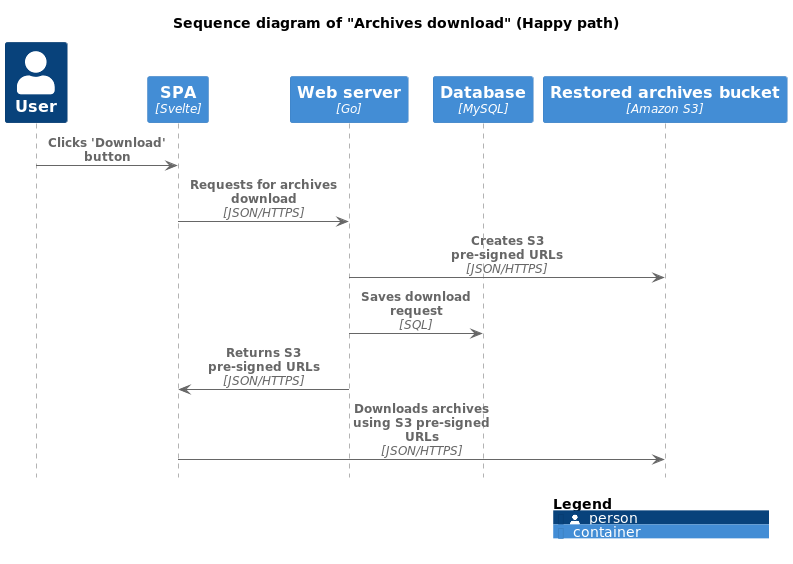 Sequence diagram of "Archives download" (Happy path)
User
SPA
[Svelte]
Web server
[Go]
Database
[MySQL]
Restored archives bucket
[Amazon S3]
Clicks 'Download'
button
Requests for archives
download
[JSON/HTTPS]
Creates S3
pre-signed URLs
[JSON/HTTPS]
Saves download
request
[SQL]
Returns S3
pre-signed URLs
[JSON/HTTPS]
Downloads archives
using S3 pre-signed
URLs
[JSON/HTTPS]
Legend
person
container